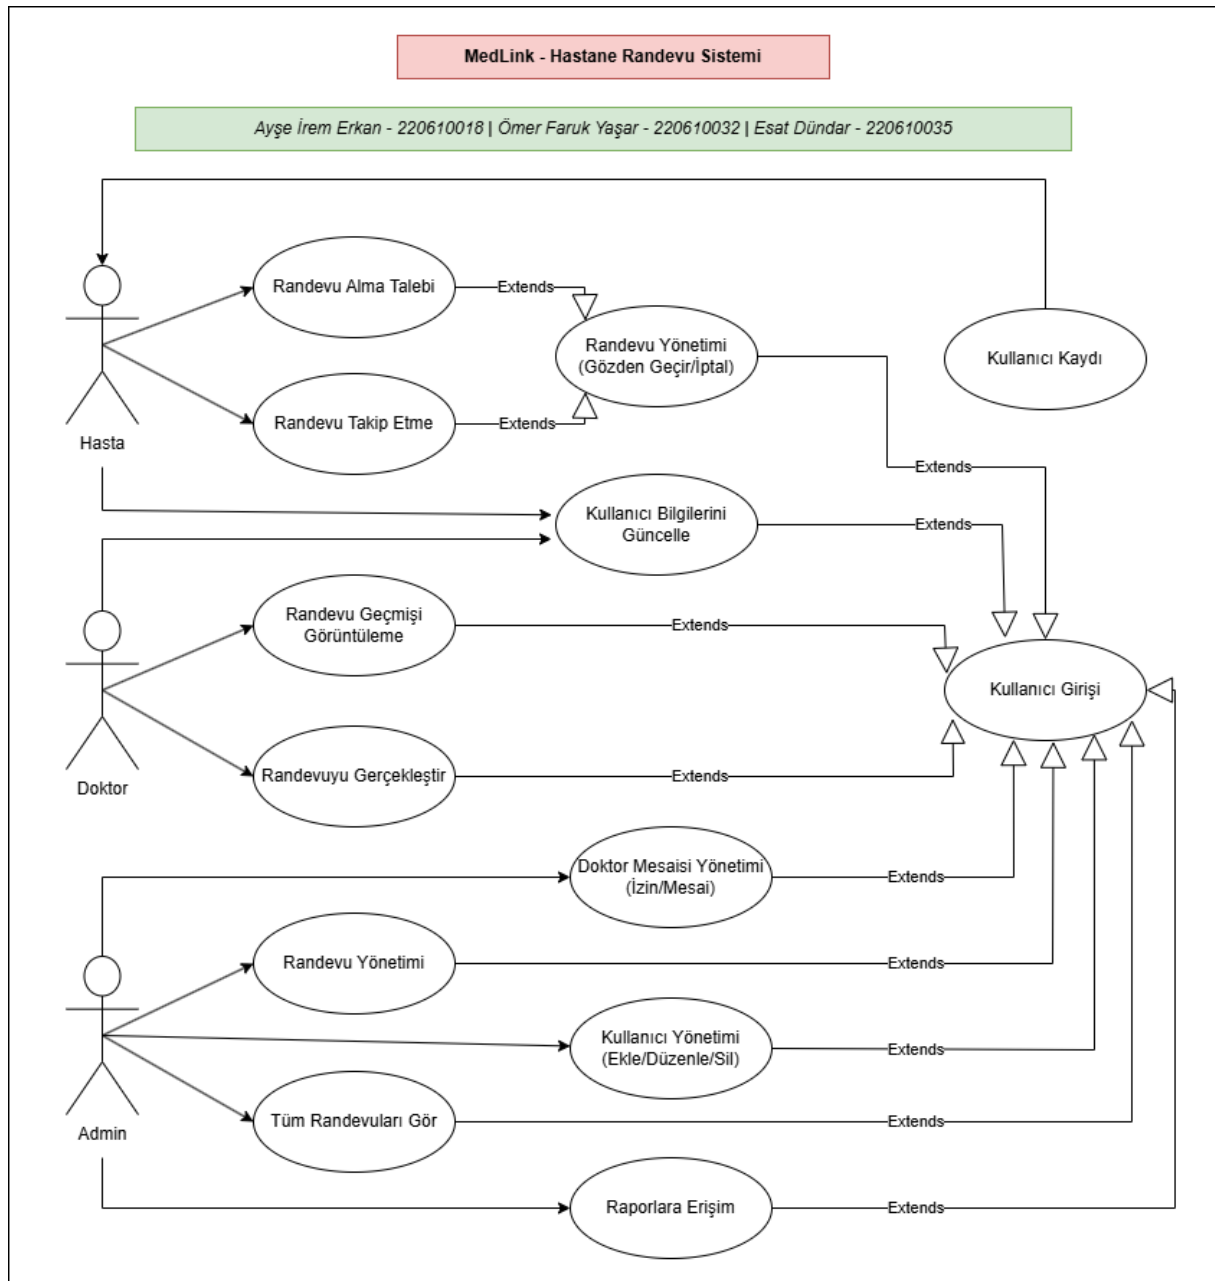 MedLink - Hastane Randevu Sistemi
Ayşe İrem Erkan - 220610018 | Ömer Faruk Yaşar - 220610032 | Esat Dündar - 220610035
Randevu Alma Talebi
Extends
Randevu Yönetimi
(Gözden Geçir/İptal)
Kullanıcı Kaydı
Randevu Takip Etme
Extends
Hasta
Extends
Kullanıcı Bilgilerini
Güncelle
Extends
Randevu Geçmişi
Görüntüleme
Extends
Kullanıcı Girişi
Randevuyu Gerçekleştir
Extends
Doktor
Doktor Mesaisi Yönetimi
(İzin/Mesai)
Extends
Randevu Yönetimi
Extends
Kullanıcı Yönetimi
(Ekle/Düzenle/Sil)
Extends
Tüm Randevuları Gör
Extends
Admin
Raporlara Erişim
Extends